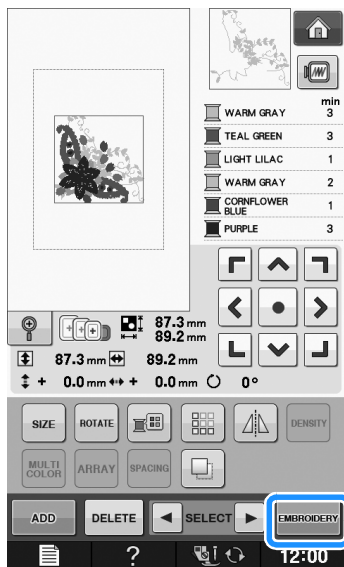 min
WARM GRAY 3
TEAL GREEN 3
LIGHT LILAC 1
WARM GRAY 2
CORNFLOWER
BLUE 1
PURPLE 3
87.3 mm
89.2 mm
87.3 mm 89.2 mm
+ 0.0 mm + 0.0 mm 0°
SIZE ROTATE DENSITY
MULTI
COLOR ARRAY SPACING
ADD DELETE SELECT EMBROIDERY
? 12:00